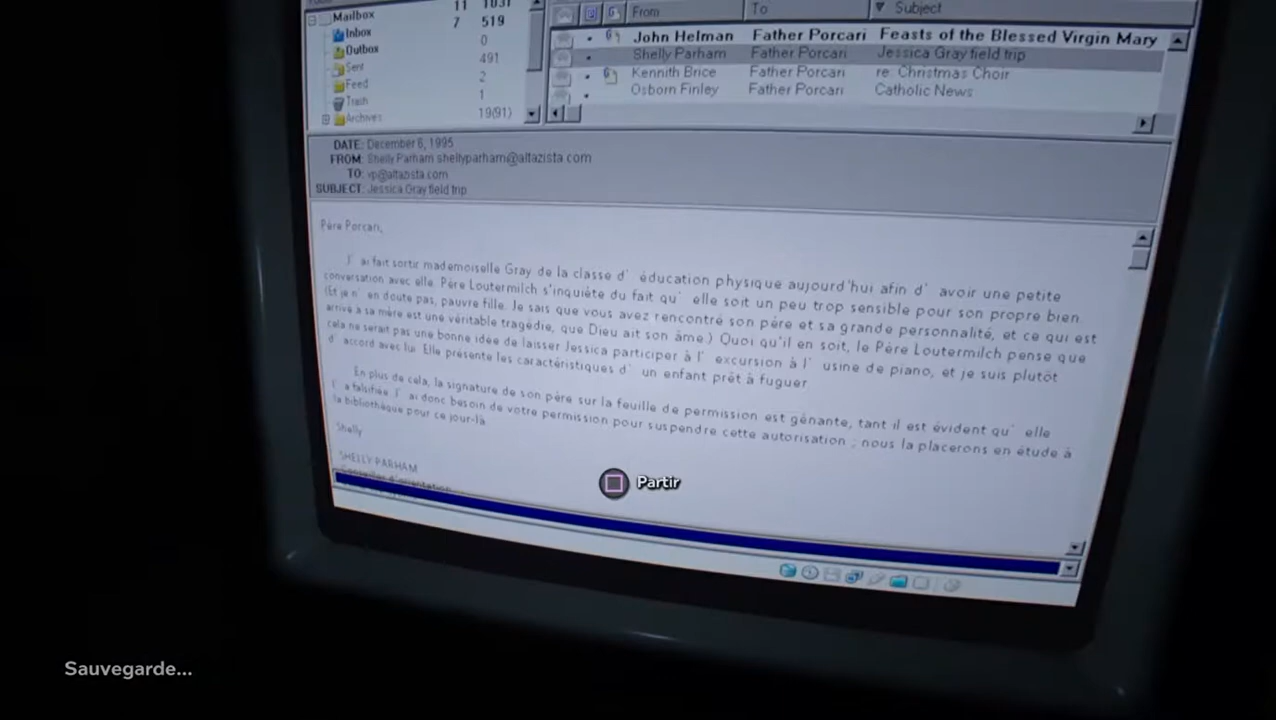 11 1031
Mailbox 7 519
Inbox 0
Outbox 491
Sent 2
Feed 1
Trash
Archives 19(91)
From To Subject
John Helman Father Porcari Feasts of the Blessed Virgin Mary
Shelly Parham Father Porcari Jessica Gray field trip
Kennith Brice Father Porcari re: Christmas Choir
Osborn Finley Father Porcari Catholic News
DATE: December 6, 1995
FROM: Shelly Parham shellyparham@altazista.com
TO: vp@altazista.com
SUBJECT: Jessica Gray field trip
Père Porcari,
J' ai fait sortir mademoiselle Gray de la classe d' éducation physique aujourd'hui afin d' avoir une petite
conversation avec elle. Père Loutermilch s'inquiète du fait qu' elle soit un peu trop sensible pour son propre bien.
(Et je n' en doute pas, pauvre fille. Je sais que vous avez rencontré son père et sa grande personnalité, et ce qui est
arrivé à sa mère est une véritable tragédie, que Dieu ait son âme.) Quoi qu'il en soit, le Père Loutermilch pense que
cela ne serait pas une bonne idée de laisser Jessica participer à l' excursion à l' usine de piano, et je suis plutôt
d' accord avec lui. Elle présente les caractéristiques d' un enfant prêt à fuguer.
En plus de cela, la signature de son père sur la feuille de permission est gênante, tant il est évident qu' elle
l' a falsifiée. J' ai donc besoin de votre permission pour suspendre cette autorisation ; nous la placerons en étude à
la bibliothèque pour ce jour-là.
Shelly
SHELLY PARHAM
Conseiller d'orientation
Partir
Sauvegarde...